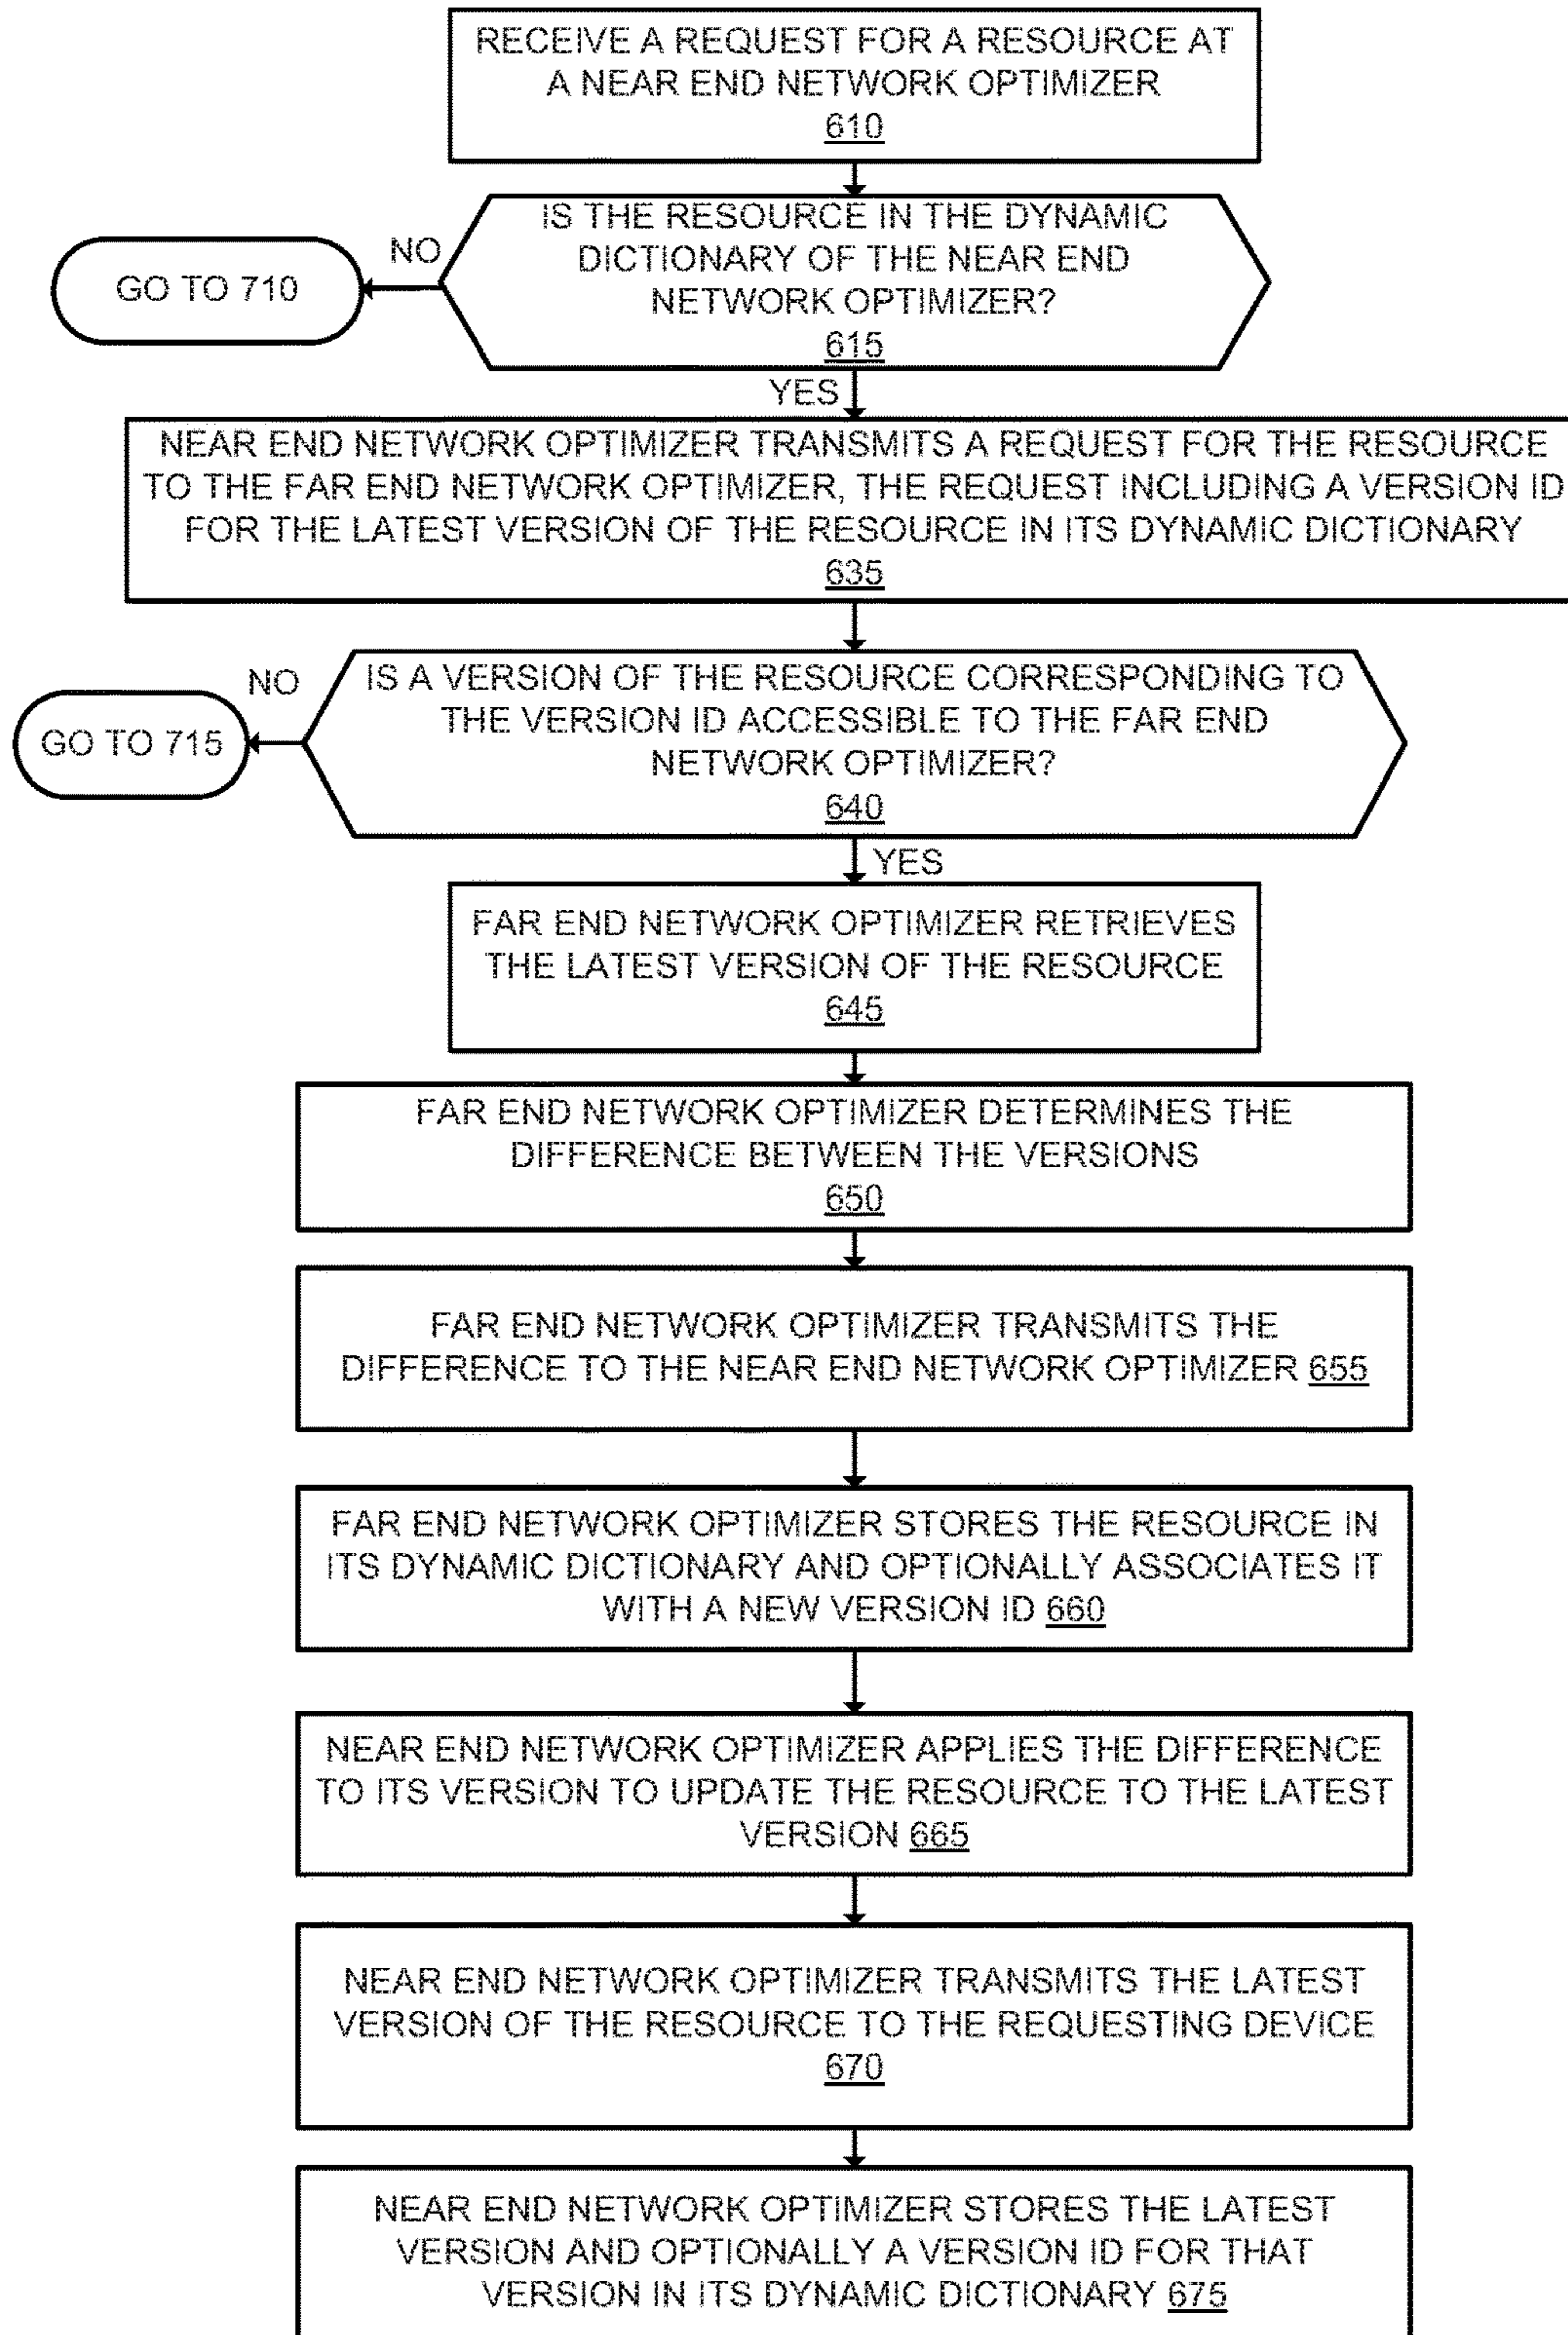 RECEIVE A REQUEST FOR A RESOURCE AT
A NEAR END NETWORK OPTIMIZER
610
IS THE RESOURCE IN THE DYNAMIC
DICTIONARY OF THE NEAR END
NETWORK OPTIMIZER?
615
NO
GO TO 710
YES
NEAR END NETWORK OPTIMIZER TRANSMITS A REQUEST FOR THE RESOURCE
TO THE FAR END NETWORK OPTIMIZER, THE REQUEST INCLUDING A VERSION ID
FOR THE LATEST VERSION OF THE RESOURCE IN ITS DYNAMIC DICTIONARY
635
IS A VERSION OF THE RESOURCE CORRESPONDING TO
THE VERSION ID ACCESSIBLE TO THE FAR END
NETWORK OPTIMIZER?
640
NO
GO TO 715
YES
FAR END NETWORK OPTIMIZER RETRIEVES
THE LATEST VERSION OF THE RESOURCE
645
FAR END NETWORK OPTIMIZER DETERMINES THE
DIFFERENCE BETWEEN THE VERSIONS
650
FAR END NETWORK OPTIMIZER TRANSMITS THE
DIFFERENCE TO THE NEAR END NETWORK OPTIMIZER 655
FAR END NETWORK OPTIMIZER STORES THE RESOURCE IN
ITS DYNAMIC DICTIONARY AND OPTIONALLY ASSOCIATES IT
WITH A NEW VERSION ID 660
NEAR END NETWORK OPTIMIZER APPLIES THE DIFFERENCE
TO ITS VERSION TO UPDATE THE RESOURCE TO THE LATEST
VERSION 665
NEAR END NETWORK OPTIMIZER TRANSMITS THE LATEST
VERSION OF THE RESOURCE TO THE REQUESTING DEVICE
670
NEAR END NETWORK OPTIMIZER STORES THE LATEST
VERSION AND OPTIONALLY A VERSION ID FOR THAT
VERSION IN ITS DYNAMIC DICTIONARY 675